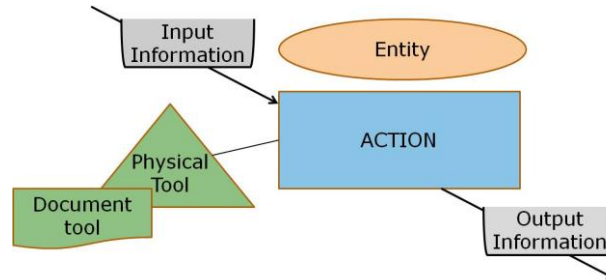 Input
Information
Entity
ACTION
Physical
Tool
Document
tool
Output
Information